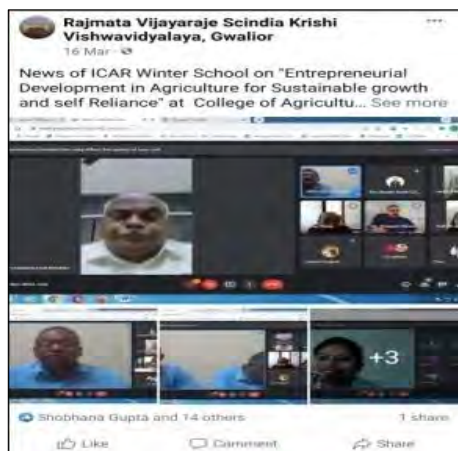 Rajmata Vijayaraje Scindia Krishi
Vishwavidyalaya, Gwalior
16 Mar
News of ICAR Winter School on "Entrepreneurial
Development in Agriculture for Sustainable growth
and self Reliance" at College of Agricultu... See more
+3
Shobhana Gupta and 14 others
1 share
Like
Comment
Share